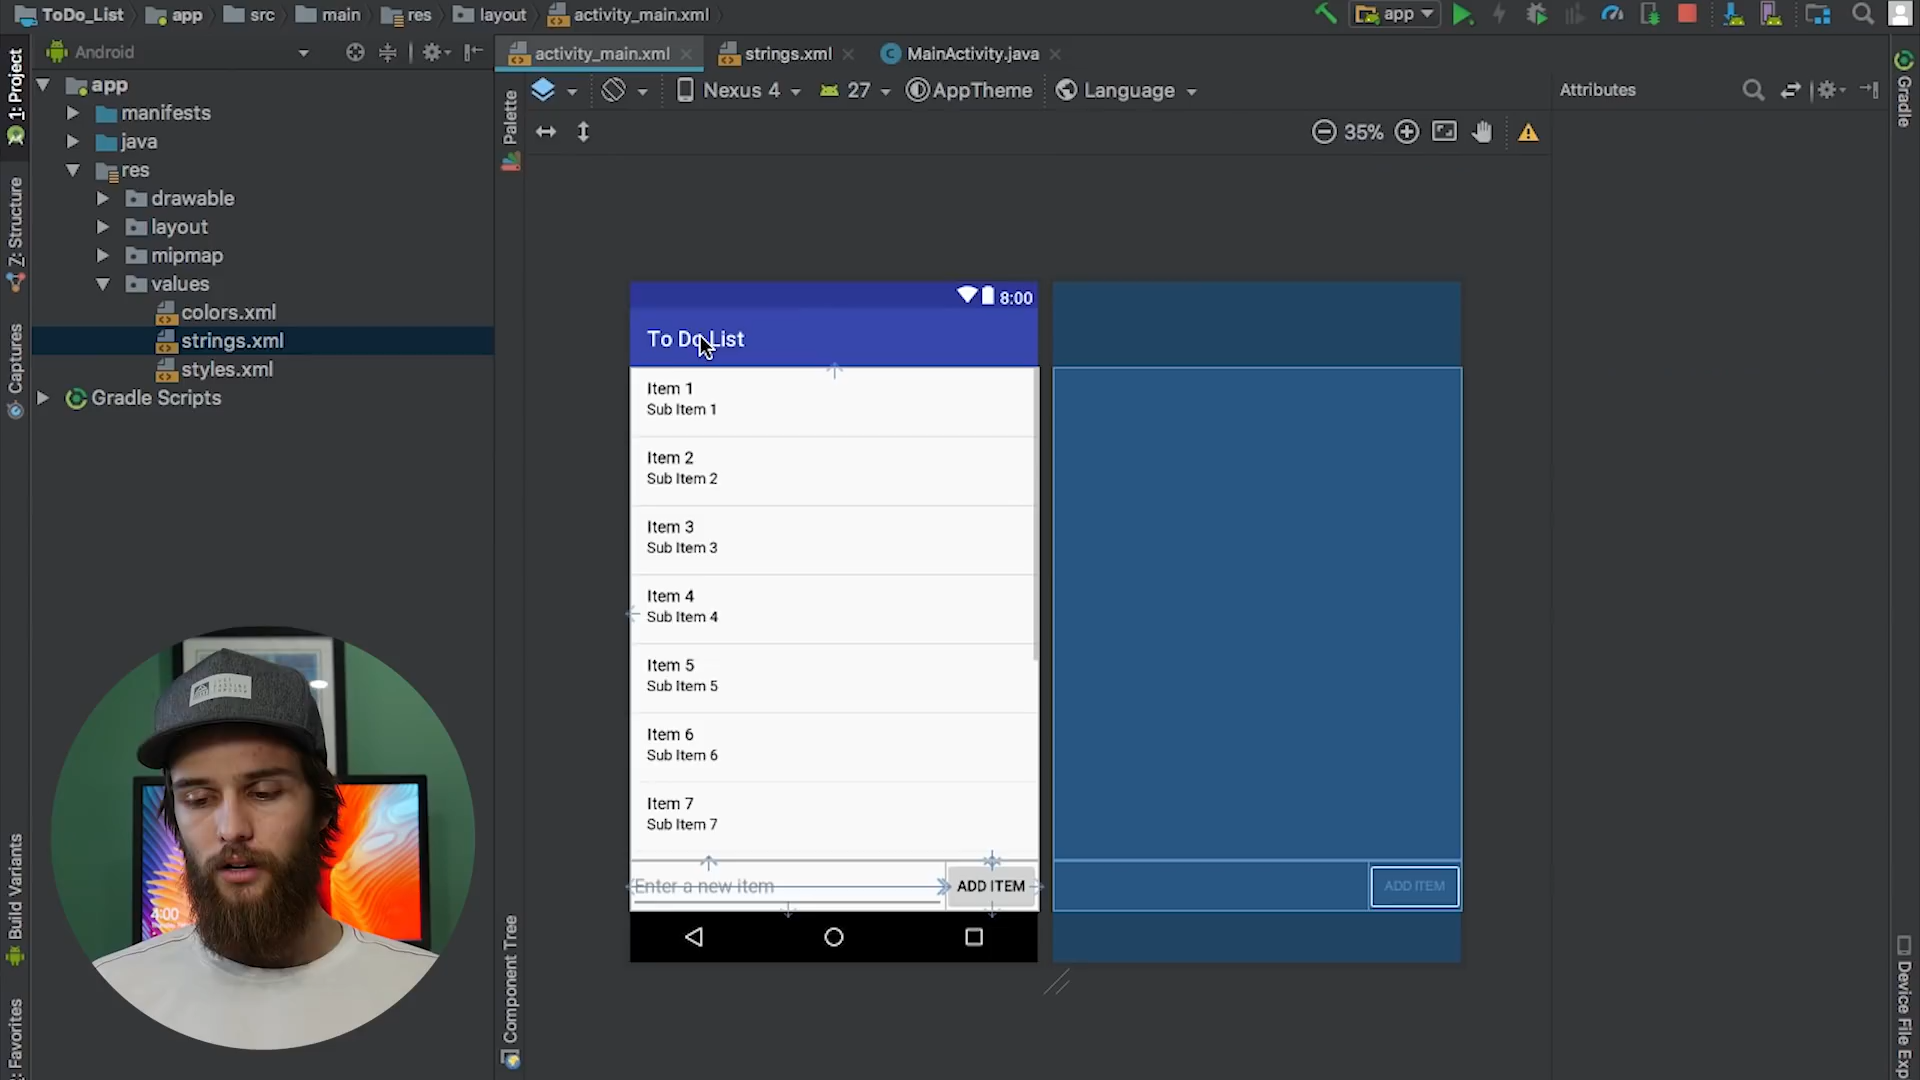 ToDo_List app src main res layout activity_main.xml app
Android activity_main.xml strings.xml MainActivity.java
1: Project
Z: Structure
Captures
Build Variants
Favorites
app
manifests
java
res
drawable
layout
mipmap
values
colors.xml
strings.xml
styles.xml
Gradle Scripts
4:00
Palette
Component Tree
Nexus 4 27 AppTheme Language
35%
8:00
To Do List
Item 1
Sub Item 1
Item 2
Sub Item 2
Item 3
Sub Item 3
Item 4
Sub Item 4
Item 5
Sub Item 5
Item 6
Sub Item 6
Item 7
Sub Item 7
Enter a new item ADD ITEM
ADD ITEM
Attributes
Gradle
Device File Exp